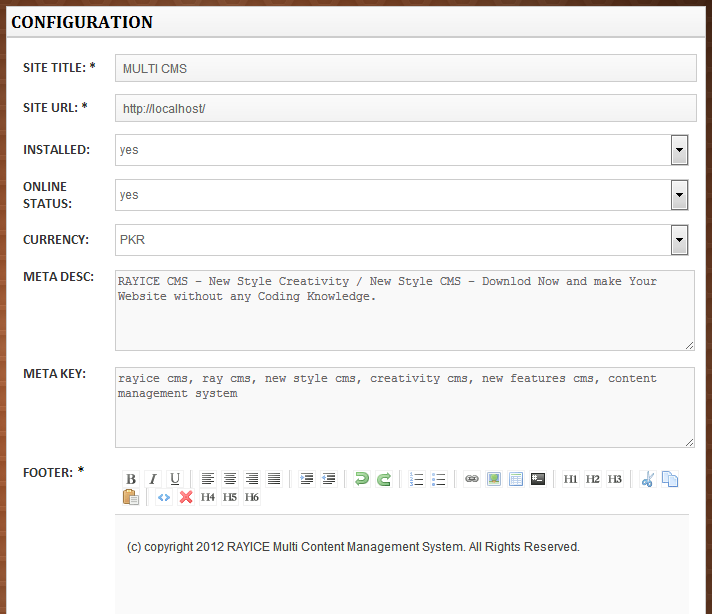 CONFIGURATION
SITE TITLE: * MULTI CMS
SITE URL: * http://localhost/
INSTALLED: yes
ONLINE
STATUS: yes
CURRENCY: PKR
META DESC: RAYICE CMS - New Style Creativity / New Style CMS - Downlod Now and make Your
Website without any Coding Knowledge.
META KEY: rayice cms, ray cms, new style cms, creativity cms, new features cms, content
management system
FOOTER: * B I U H1 H2 H3
H4 H5 H6
(c) copyright 2012 RAYICE Multi Content Management System. All Rights Reserved.